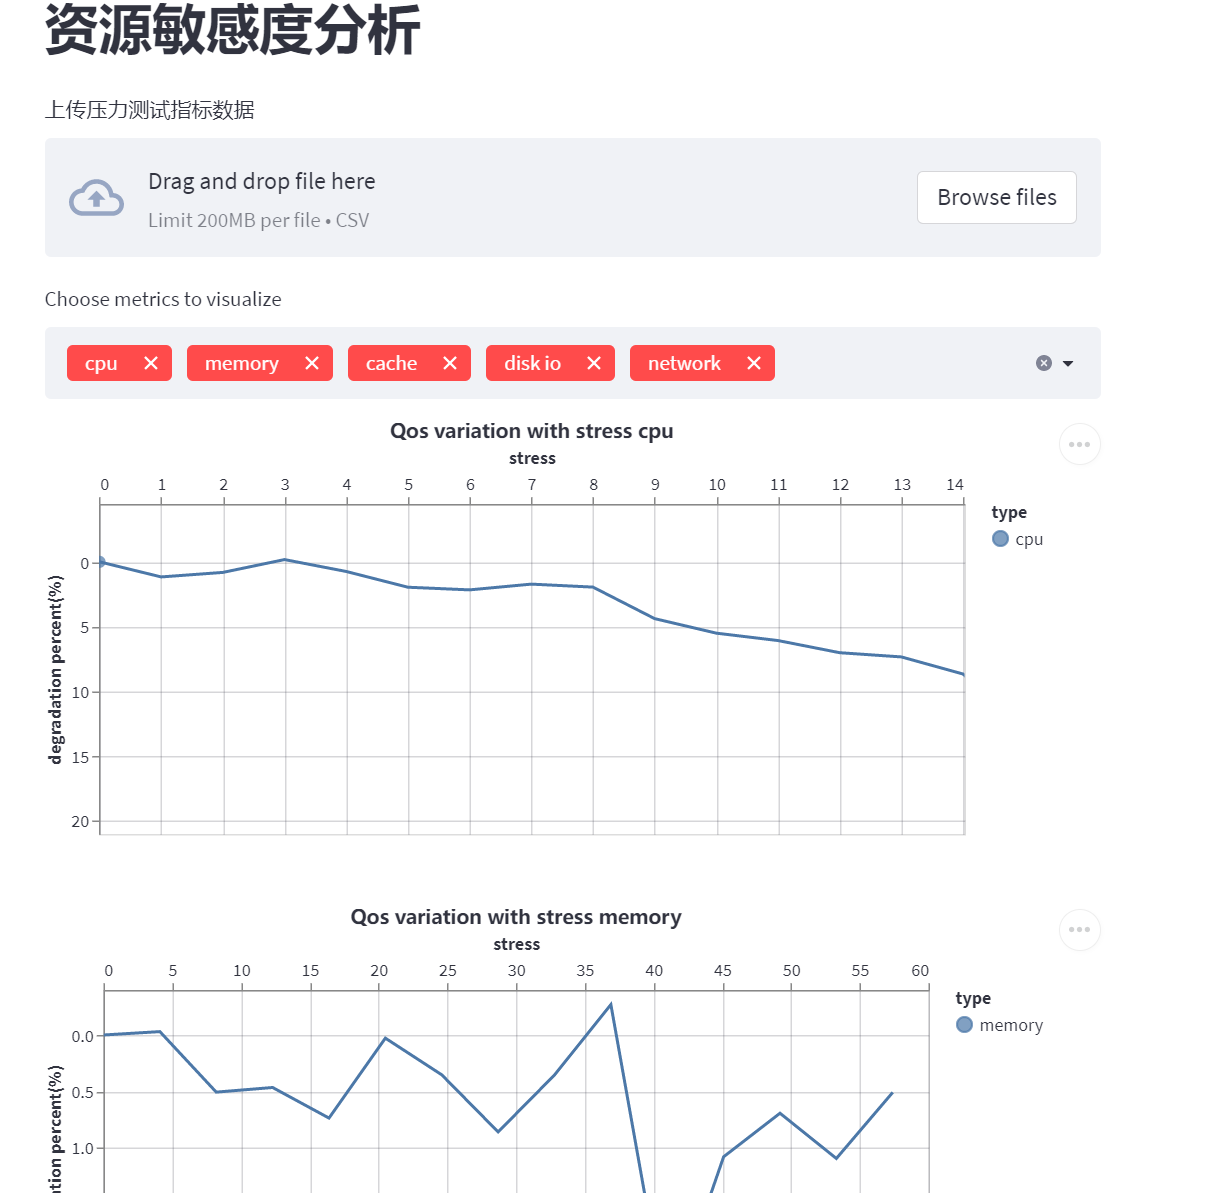 资源敏感度分析
上传压力测试指标数据
Drag and drop file here
Limit 200MB per file • CSV
Browse files
Choose metrics to visualize
cpu memory cache disk io network
Qos variation with stress cpu
stress
0 1 2 3 4 5 6 7 8 9 10 11 12 13 14
type
cpu
degradation percent(%)
0
5
10
15
20
Qos variation with stress memory
stress
0 5 10 15 20 25 30 35 40 45 50 55 60
type
memory
tion percent(%)
0.0
0.5
1.0